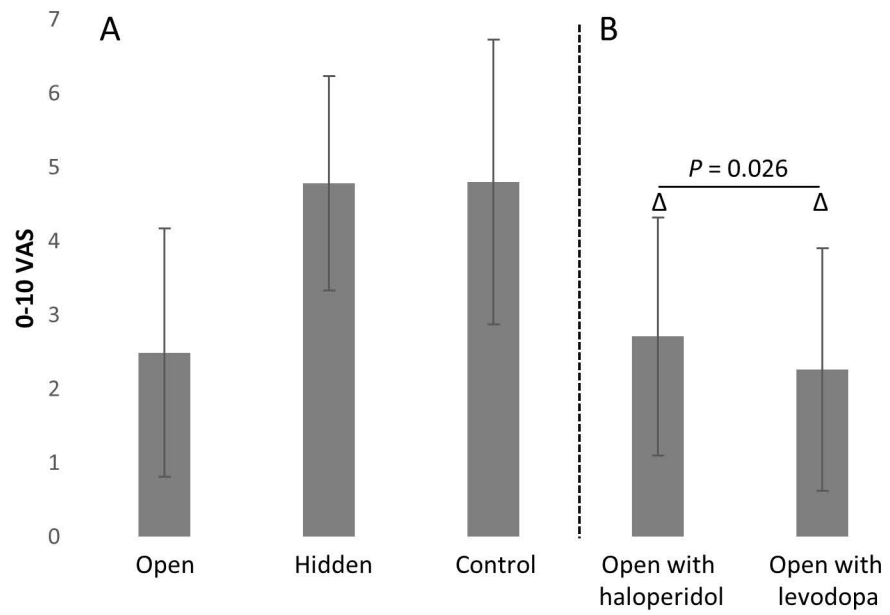 A
B
7
6
5
4
3
2
1
0
0-10 VAS
P = 0.026
Δ Δ
Open Hidden Control Open with haloperidol Open with levodopa